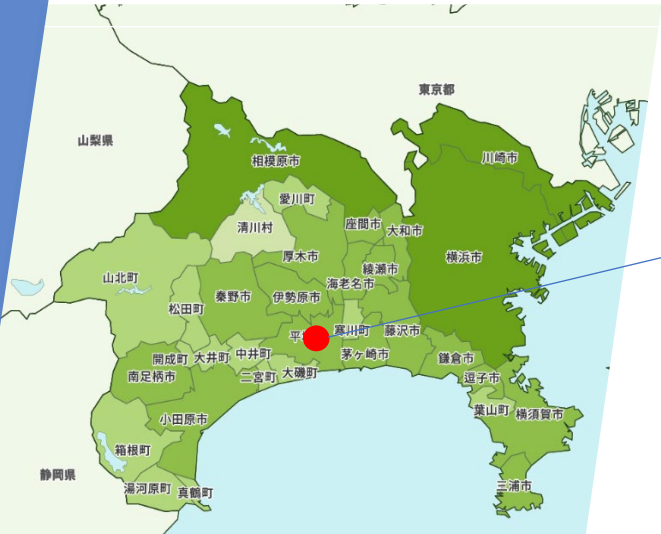 東京都
山梨県
川崎市
相模原市
愛川町
座間市
清川村
大和市
厚木市
横浜市
綾瀬市
山北町
海老名市
秦野市
伊勢原市
松田町
寒川町
藤沢市
平
開成町
大井町
中井町
茅ヶ崎市
鎌倉市
南足柄市
二宮町
大磯町
逗子市
葉山町
横須賀市
小田原市
箱根町
静岡県
湯河原町
真鶴町
三浦市